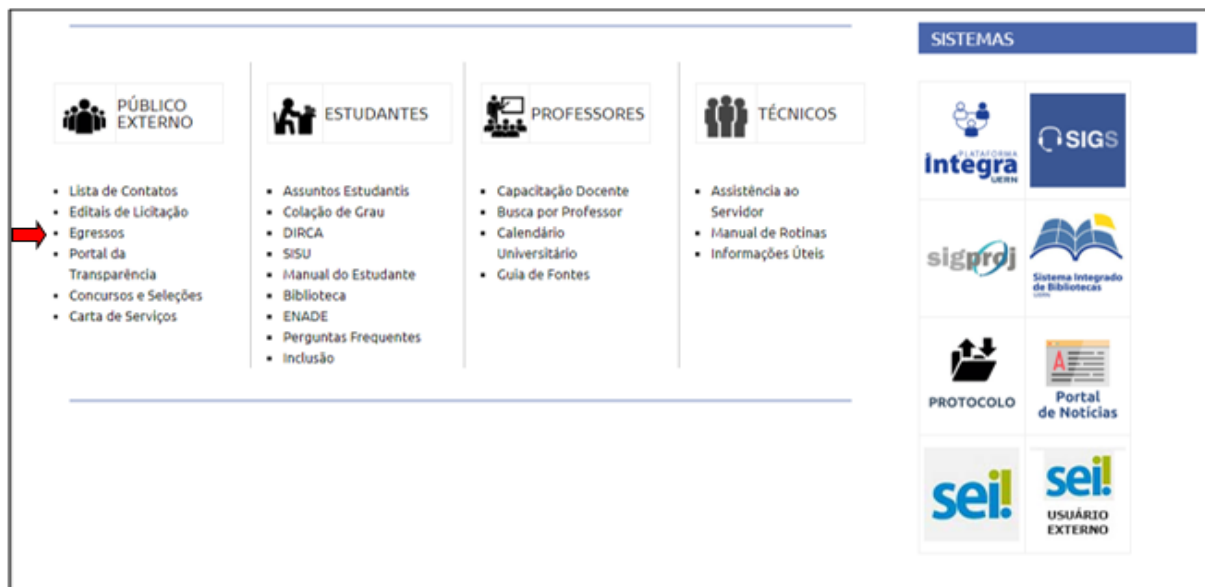 PÚBLICO
EXTERNO
Lista de Contatos
Editais de Licitação
Egressos
Portal da
Transparência
Concursos e Seleções
Carta de Serviços
ESTUDANTES
Assuntos Estudantis
Colação de Grau
DIRCA
SISU
Manual do Estudante
Biblioteca
ENADE
Perguntas Frequentes
Inclusão
PROFESSORES
Capacitação Docente
Busca por Professor
Calendário
Universitário
Guia de Fontes
TÉCNICOS
Assistência ao
Servidor
Manual de Rotinas
Informações Úteis
SISTEMAS
PLATAFORMA
Integra
UERN
SIGS
sigproj
Sistema Integrado
de Bibliotecas
UERN
PROTOCOLO
A
Portal
de Notícias
sei!
sei!
USUÁRIO
EXTERNO